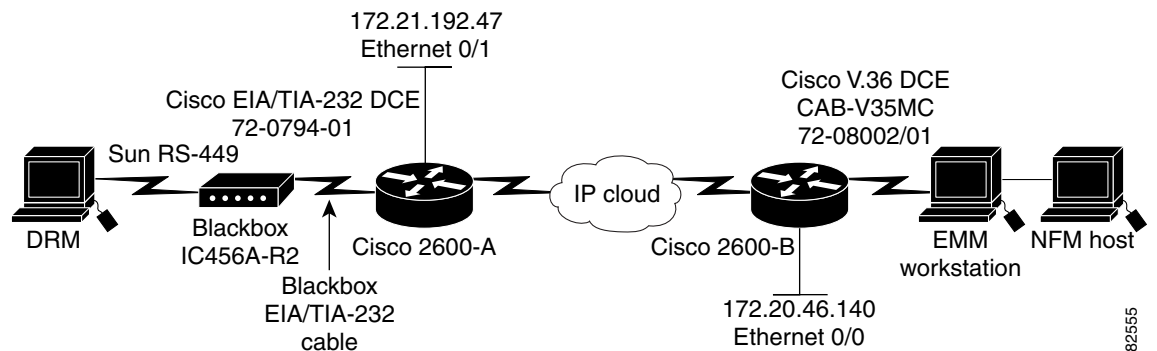 172.21.192.47
Ethernet 0/1
Cisco EIA/TIA-232 DCE
72-0794-01
Cisco V.36 DCE
CAB-V35MC
72-08002/01
Sun RS-449
IP cloud
DRM
Blackbox
IC456A-R2
Cisco 2600-A
Cisco 2600-B
EMM
workstation
NFM host
Blackbox
EIA/TIA-232
cable
172.20.46.140
Ethernet 0/0
82555